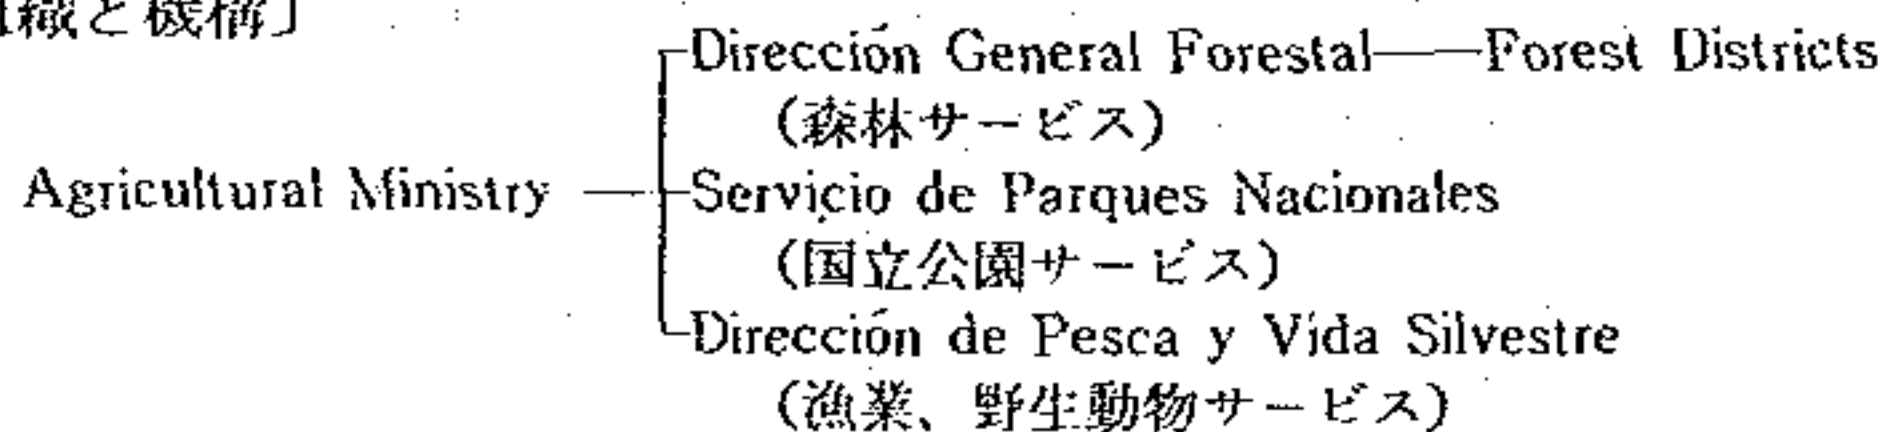 織と機構〕
Dirección General Forestal——Forest Districts
(森林サービス)
Agricultural Ministry — Servicio de Parques Nacionales
(国立公園サービス)
Dirección de Pesca y Vida Silvestre
(漁業、野生動物サービス)